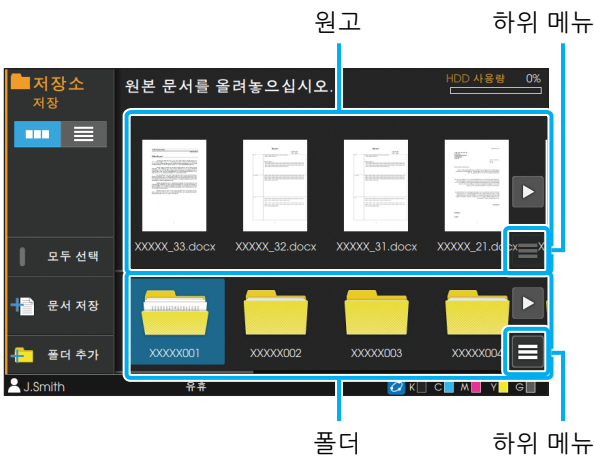 원고 하위 메뉴
저장소
저장
원본 문서를 올려놓으십시오.
HDD 사용량 0%
XXXXX_33.docx XXXXX_32.docx XXXXX_31.docx XXXXX_21.docx X
모두 선택
문서 저장
폴더 추가
XXXXX001 XXXXX002 XXXXX003 XXXXX004
J.Smith 유휴 K C M Y G
폴더 하위 메뉴